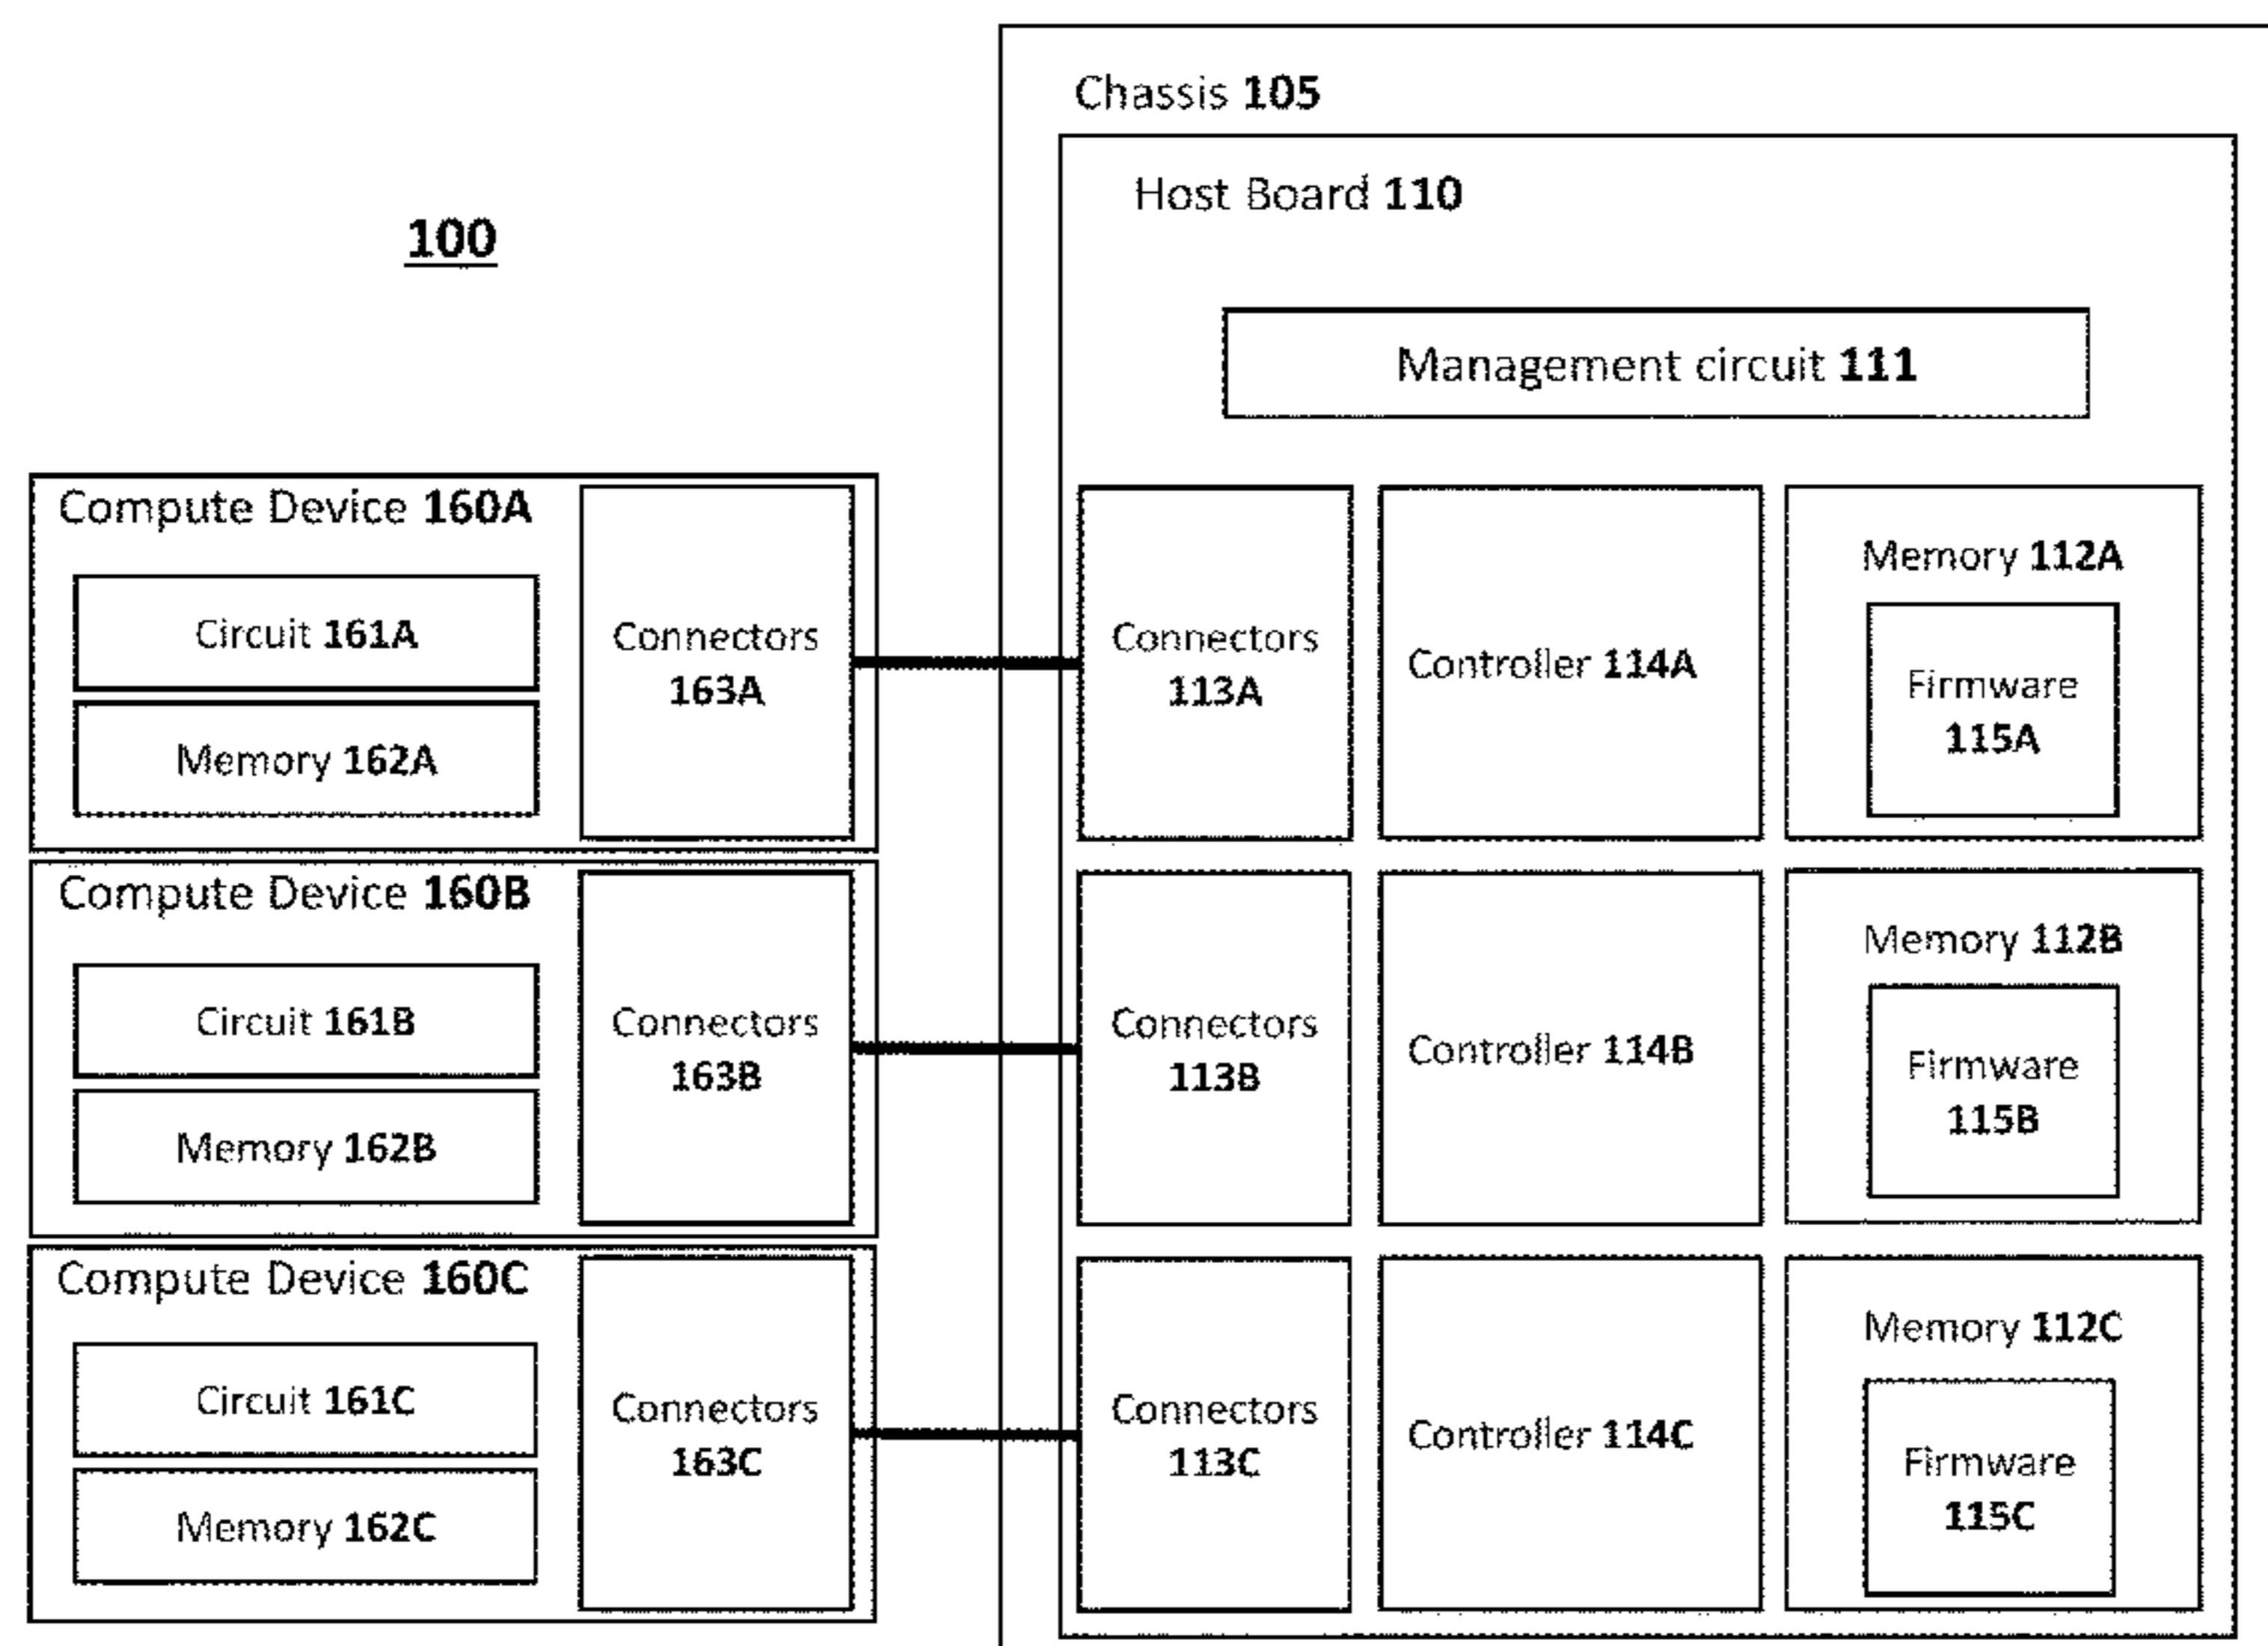 Chassis 105
Host Board 110
100
Management circuit 111
Compute Device 160A
Circuit 161A
Memory 162A
Connectors
163A
Connectors
113A
Controller 114A
Memory 112A
Firmware
115A
Compute Device 160B
Circuit 161B
Memory 162B
Connectors
163B
Connectors
113B
Controller 114B
Memory 112B
Firmware
115B
Compute Device 160C
Circuit 161C
Memory 162C
Connectors
163C
Connectors
113C
Controller 114C
Memory 112C
Firmware
115C